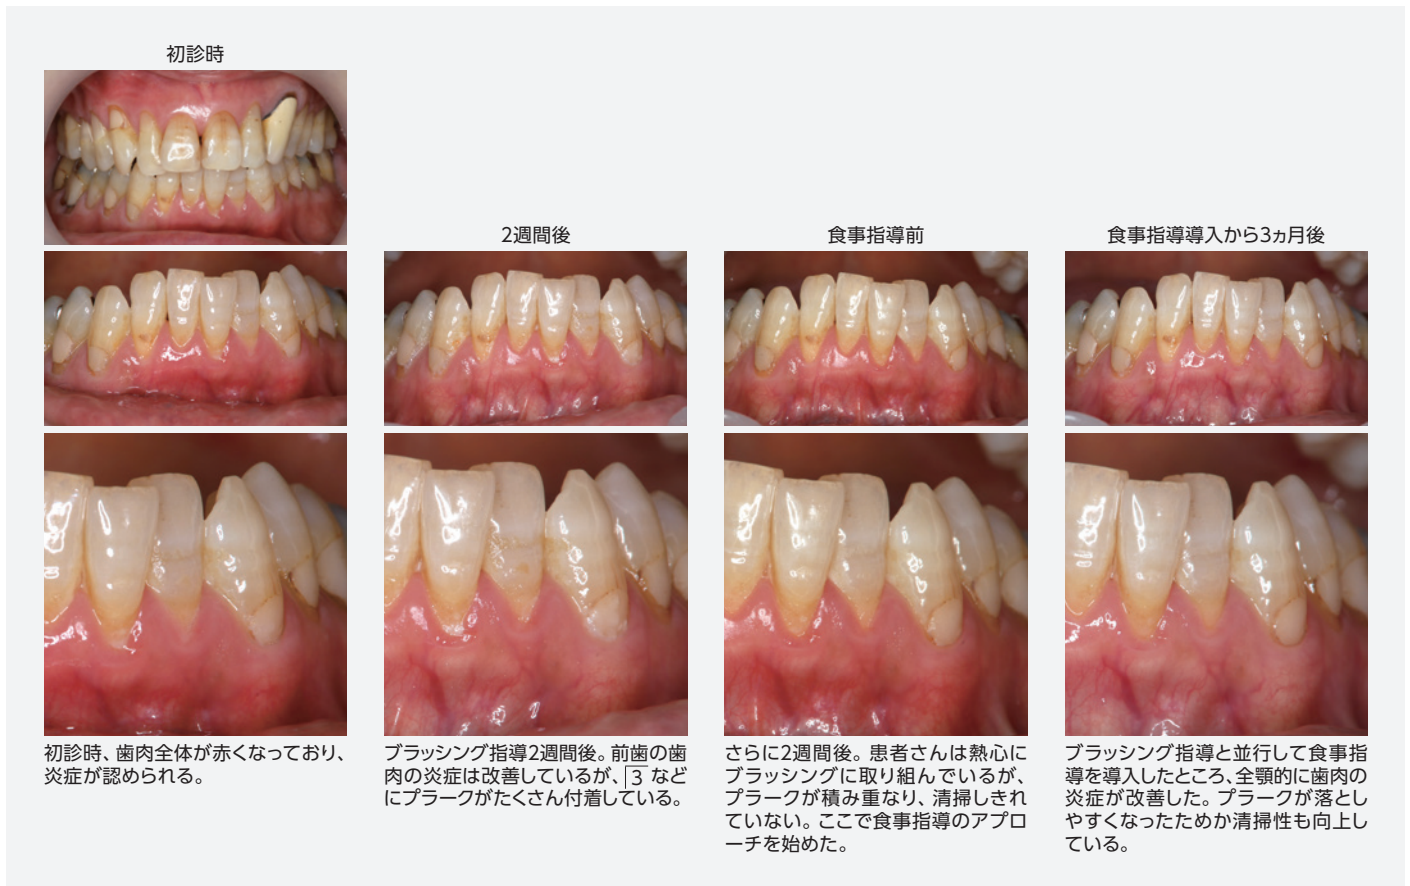 初診時
2週間後
食事指導前
食事指導導入から3ヵ月後
初診時、歯肉全体が赤くなっており、
炎症が認められる。
ブラッシング指導2週間後。前歯の歯
肉の炎症は改善しているが、3 など
にプラークがたくさん付着している。
さらに2週間後。患者さんは熱心に
ブラッシングに取り組んでいるが、
プラークが積み重なり、清掃しきれ
ていない。ここで食事指導のアプロ
ーチを始めた。
ブラッシング指導と並行して食事指
導を導入したところ、全顎的に歯肉の
炎症が改善した。プラークが落とし
やすくなったためか清掃性も向上し
ている。